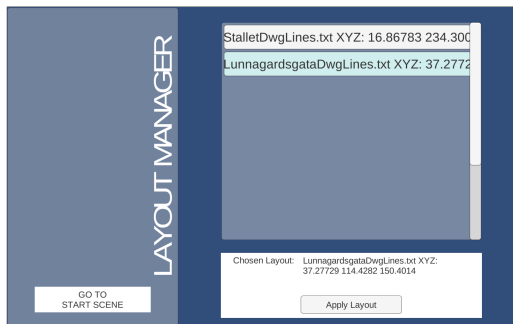 LAYOUT MANAGER
GO TO
START SCENE
StalletDwgLines.txt XYZ: 16.86783 234.300
LunnagardsgataDwgLines.txt XYZ: 37.2772
Chosen Layout: LunnagardsgataDwgLines.txt XYZ:
37.27729 114.4282 150.4014
Apply Layout